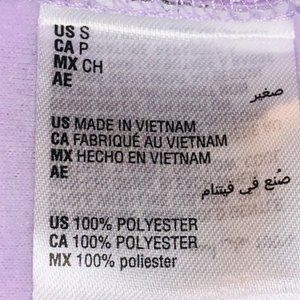 US S
CA P
MX CH
AE
صغير
US MADE IN VIETNAM
CA FABRIQUÉ AU VIETNAM
MX HECHO EN VIETNAM
AE
صُنع في فيتنام
US 100% POLYESTER
CA 100% POLYESTER
MX 100% poliester